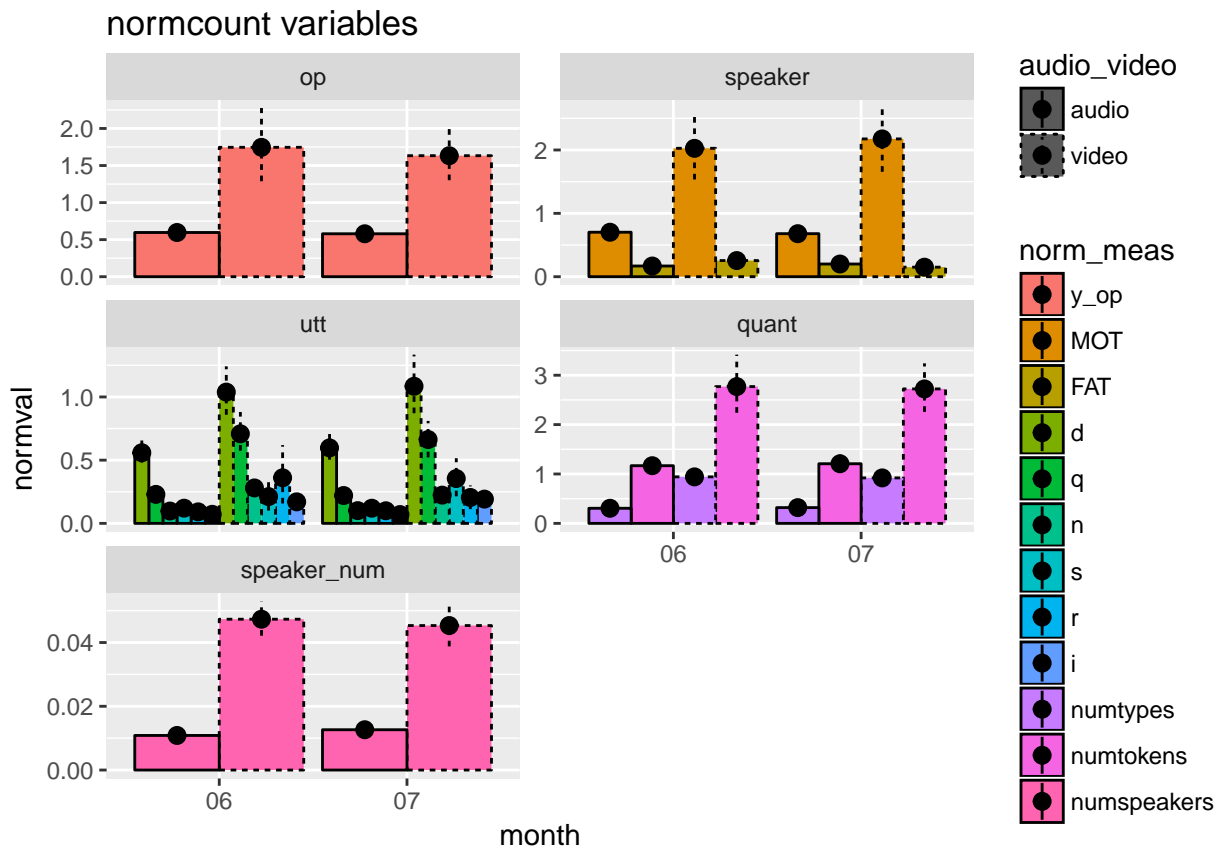 normcount variables
op
speaker
2.0
1.5
1.0
0.5
0.0
2
1
0
utt
quant
1.0
0.5
0.0
3
2
1
0
06
07
speaker_num
0.04
0.02
0.00
06
07
month
normval
audio_video
audio
video
norm_meas
y_op
MOT
FAT
d
q
n
s
r
i
numtypes
numtokens
numspeakers